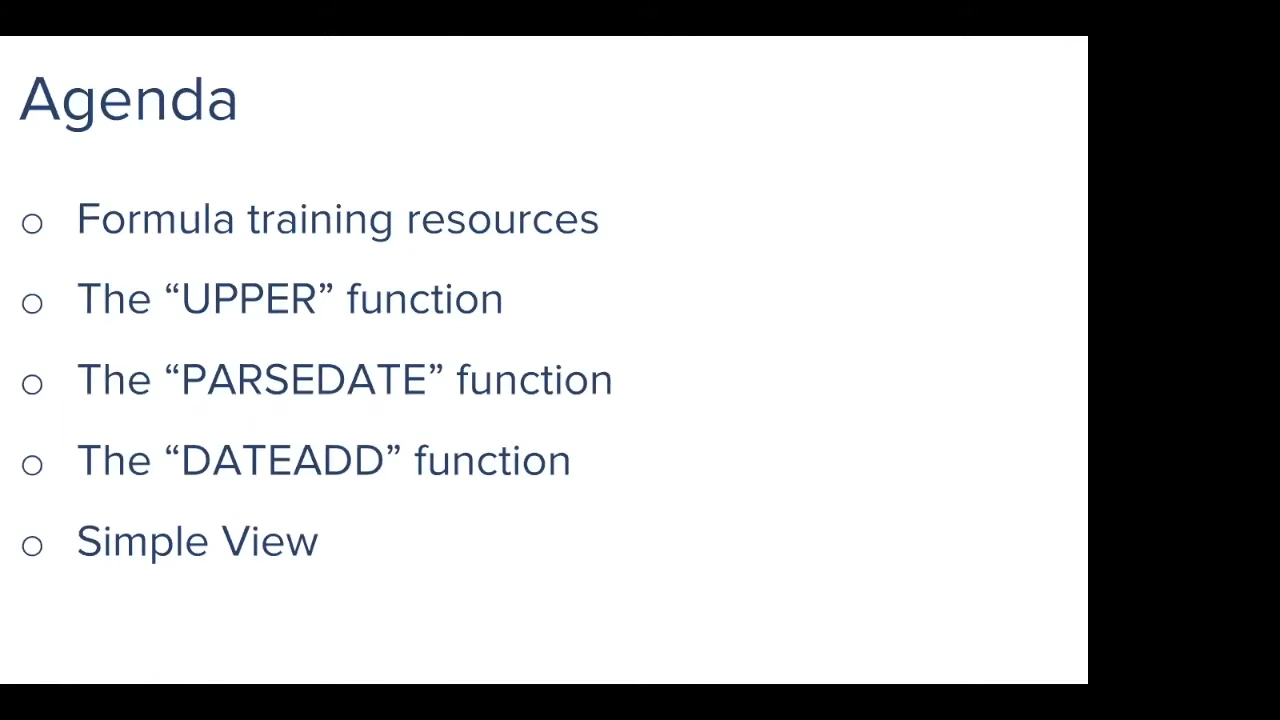 Agenda
Formula training resources
The “UPPER” function
The “PARSEDATE” function
The “DATEADD” function
Simple View